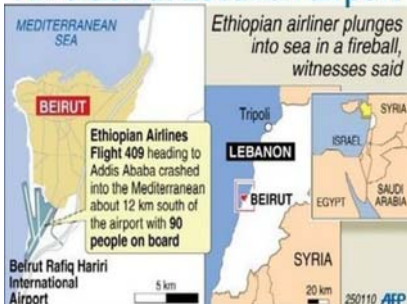 Ethiopian airliner plunges
into sea in a fireball,
witnesses said
MEDITERRANEAN
SEA
BEIRUT
Ethiopian Airlines
Flight 409 heading to
Addis Ababa crashed
into the Mediterranean
about 12 km south of
the airport with 90
people on board
Beirut Rafiq Hariri
International
Airport
5 km
Tripoli
LEBANON
BEIRUT
SYRIA
20 km
SYRIA
ISRAEL
EGYPT
SAUDI
ARABIA
250110 AFP